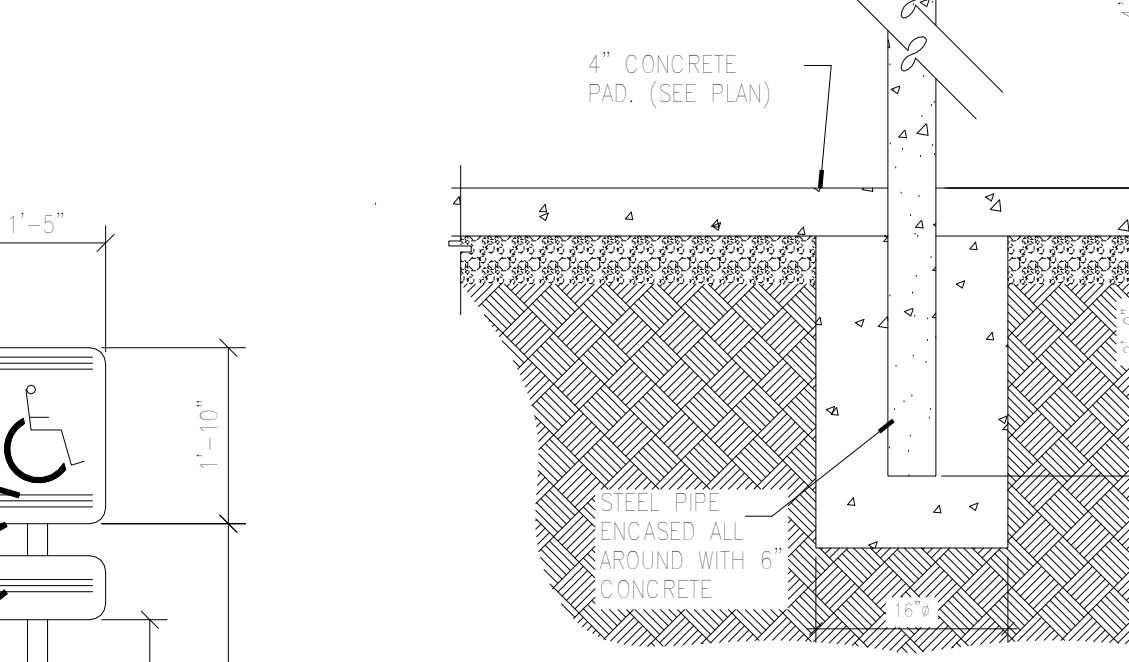 4" CONCRETE
PAD. (SEE PLAN)
1'-5"
1'-10"
STEEL PIPE
ENCASED ALL
AROUND WITH 6"
CONCRETE
16"ø